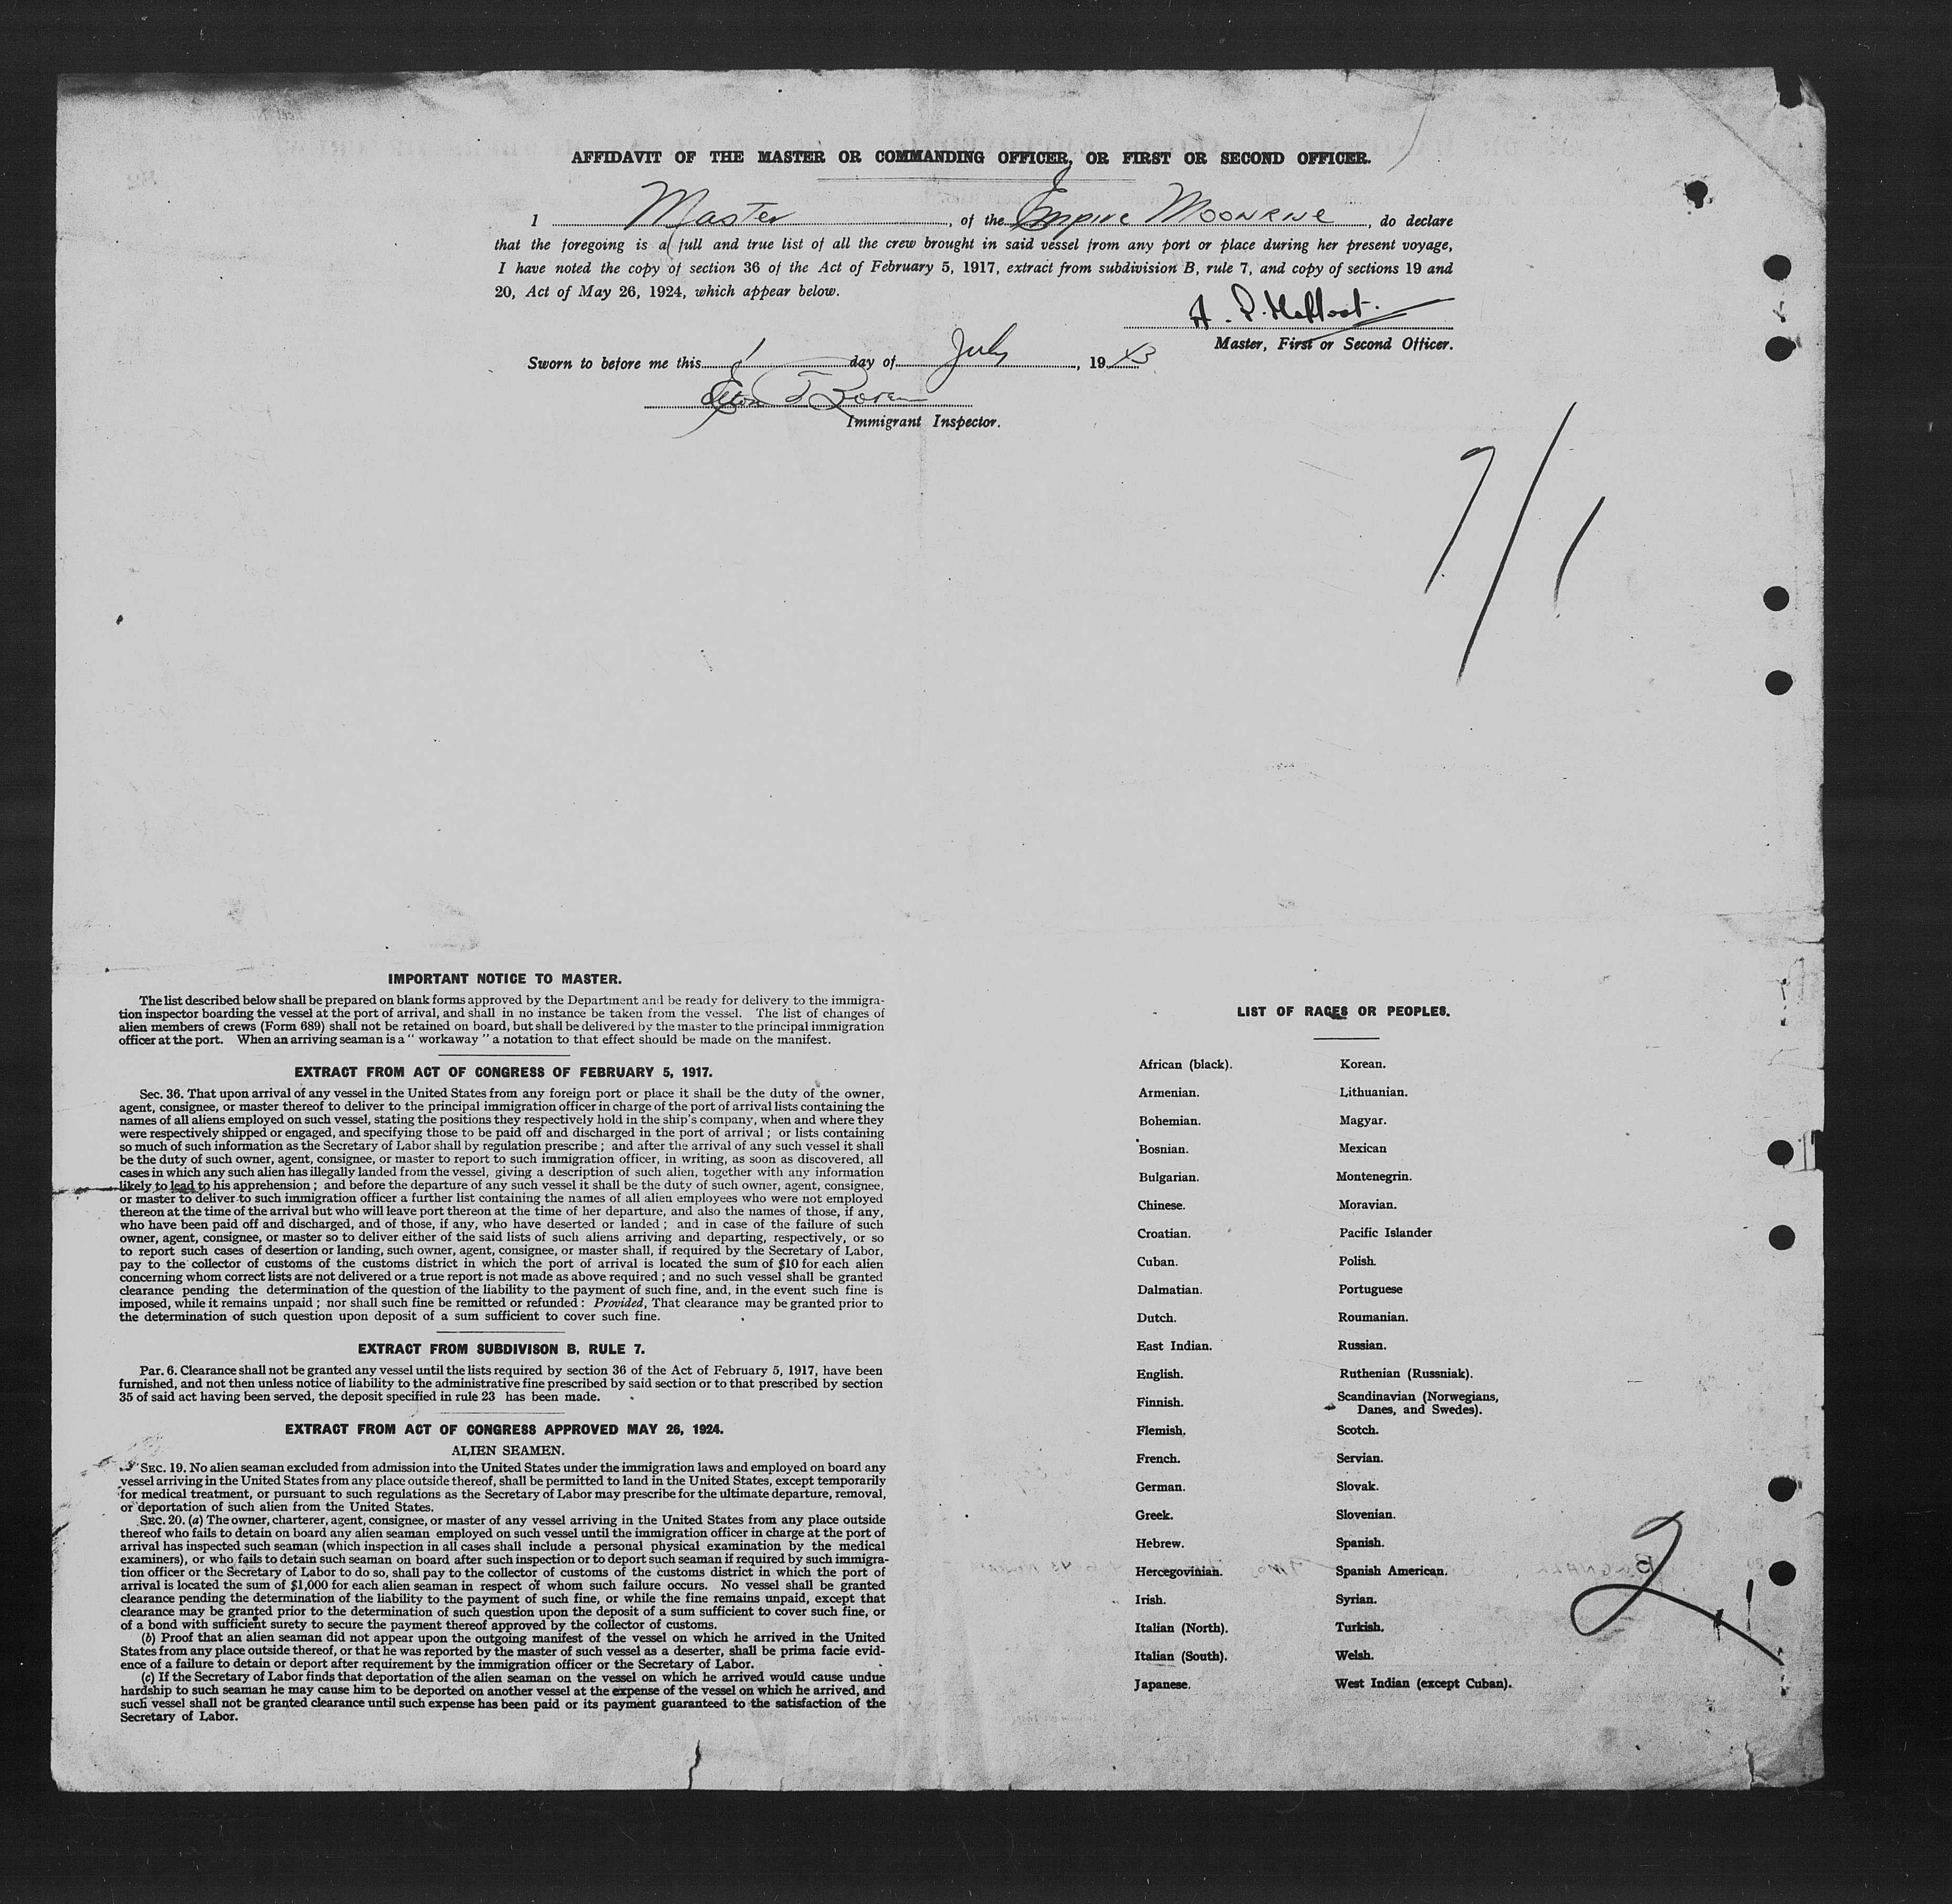 AFFIDAVIT OF THE MASTER OR COMMANDING OFFICER, OR FIRST OR SECOND OFFICER.
I Master, of the Empire, do declare
that the foregoing is a full and true list of all the crew brought in said vessel from any port or place during her present voyage,
I have noted the copy of section 36 of the Act of February 5, 1917, extract from subdivision B, rule 7, and copy of sections 19 and
20, Act of May 26, 1924, which appear below.
Master, First or Second Officer.
Sworn to before me this 1 day of July, 1943
Immigrant Inspector.
7/1
IMPORTANT NOTICE TO MASTER.
The list described below shall be prepared on blank forms approved by the Department and be ready for delivery to the immigra-
tion inspector boarding the vessel at the port of arrival, and shall in no instance be taken from the vessel. The list of changes of
alien members of crews (Form 689) shall not be retained on board, but shall be delivered by the master to the principal immigration
officer at the port. When an arriving seaman is a " workaway " a notation to that effect should be made on the manifest.
EXTRACT FROM ACT OF CONGRESS OF FEBRUARY 5, 1917.
Sec. 36. That upon arrival of any vessel in the United States from any foreign port or place it shall be the duty of the owner,
agent, consignee, or master thereof to deliver to the principal immigration officer in charge of the port of arrival lists containing the
names of all aliens employed on such vessel, stating the positions they respectively hold in the ship's company, when and where they
were respectively shipped or engaged, and specifying those to be paid off and discharged in the port of arrival ; or lists containing
so much of such information as the Secretary of Labor shall by regulation prescribe ; and after the arrival of any such vessel it shall
be the duty of such owner, agent, consignee, or master to report to such immigration officer, in writing, as soon as discovered, all
cases in which any such alien has illegally landed from the vessel, giving a description of such alien, together with any information
likely to lead to his apprehension ; and before the departure of any such vessel it shall be the duty of such owner, agent, consignee,
or master to deliver to such immigration officer a further list containing the names of all alien employees who were not employed
thereon at the time of the arrival but who will leave port thereon at the time of her departure, and also the names of those, if any,
who have been paid off and discharged, and of those, if any, who have deserted or landed ; and in case of the failure of such
owner, agent, consignee, or master so to deliver either of the said lists of such aliens arriving and departing, respectively, or so
to report such cases of desertion or landing, such owner, agent, consignee, or master shall, if required by the Secretary of Labor,
pay to the collector of customs of the customs district in which the port of arrival is located the sum of $10 for each alien
concerning whom correct lists are not delivered or a true report is not made as above required ; and no such vessel shall be granted
clearance pending the determination of the question of the liability to the payment of such fine, and, in the event such fine is
imposed, while it remains unpaid ; nor shall such fine be remitted or refunded : Provided, That clearance may be granted prior to
the determination of such question upon deposit of a sum sufficient to cover such fine.
EXTRACT FROM SUBDIVISON B, RULE 7.
Par. 6. Clearance shall not be granted any vessel until the lists required by section 36 of the Act of February 5, 1917, have been
furnished, and not then unless notice of liability to the administrative fine prescribed by said section or to that prescribed by section
35 of said act having been served, the deposit specified in rule 23 has been made.
EXTRACT FROM ACT OF CONGRESS APPROVED MAY 26, 1924.
ALIEN SEAMEN.
SEC. 19. No alien seaman excluded from admission into the United States under the immigration laws and employed on board any
vessel arriving in the United States from any place outside thereof, shall be permitted to land in the United States, except temporarily
for medical treatment, or pursuant to such regulations as the Secretary of Labor may prescribe for the ultimate departure, removal,
or deportation of such alien from the United States.
SEC. 20. (a) The owner, charterer, agent, consignee, or master of any vessel arriving in the United States from any place outside
thereof who fails to detain on board any alien seaman employed on such vessel until the immigration officer in charge at the port of
arrival has inspected such seaman (which inspection in all cases shall include a personal physical examination by the medical
examiners), or who fails to detain such seaman on board after such inspection or to deport such seaman if required by such immigra-
tion officer or the Secretary of Labor to do so, shall pay to the collector of customs of the customs district in which the port of
arrival is located the sum of $1,000 for each alien seaman in respect of whom such failure occurs. No vessel shall be granted
clearance pending the determination of the liability to the payment of such fine, or while the fine remains unpaid, except that
clearance may be granted prior to the determination of such question upon the deposit of a sum sufficient to cover such fine, or
of a bond with sufficient surety to secure the payment thereof approved by the collector of customs.
(b) Proof that an alien seaman did not appear upon the outgoing manifest of the vessel on which he arrived in the United
States from any place outside thereof, or that he was reported by the master of such vessel as a deserter, shall be prima facie evid-
ence of a failure to detain or deport after requirement by the immigration officer or the Secretary of Labor.
(c) If the Secretary of Labor finds that deportation of the alien seaman on the vessel on which he arrived would cause undue
hardship to such seaman he may cause him to be deported on another vessel at the expense of the vessel on which he arrived, and
such vessel shall not be granted clearance until such expense has been paid or its payment guaranteed to the satisfaction of the
Secretary of Labor.
LIST OF RACES OR PEOPLES.
African (black). Korean.
Armenian. Lithuanian.
Bohemian. Magyar.
Bosnian. Mexican
Bulgarian. Montenegrin.
Chinese. Moravian.
Croatian. Pacific Islander
Cuban. Polish.
Dalmatian. Portuguese
Dutch. Roumanian.
East Indian. Russian.
English. Ruthenian (Russniak).
Finnish. Scandinavian (Norwegians,
Danes, and Swedes).
Flemish. Scotch.
French. Servian.
German. Slovak.
Greek. Slovenian.
Hebrew. Spanish.
Hercegovinian. Spanish American.
Irish. Syrian.
Italian (North). Turkish.
Italian (South). Welsh.
Japanese. West Indian (except Cuban).
2